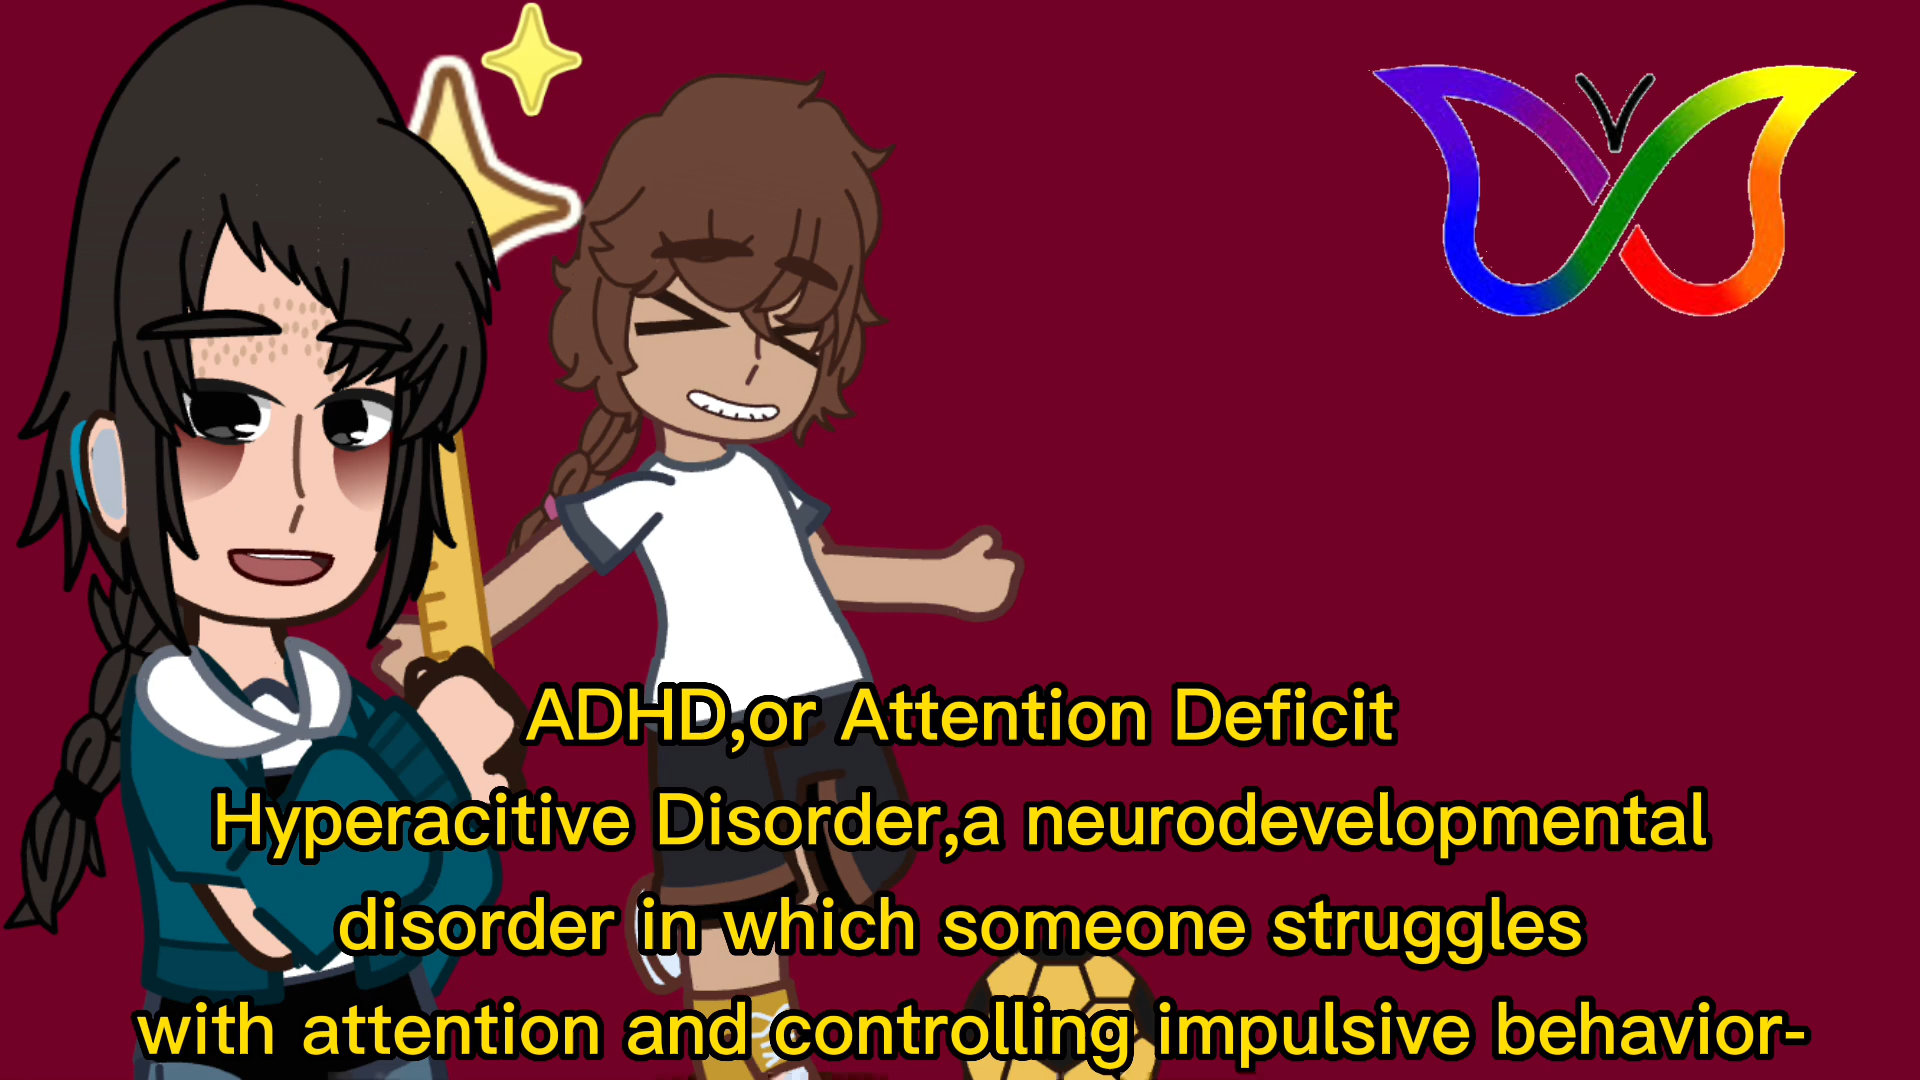 ADHD,or Attention Deficit
Hyperacitive Disorder,a neurodevelopmental
disorder in which someone struggles
with attention and controlling impulsive behavior-